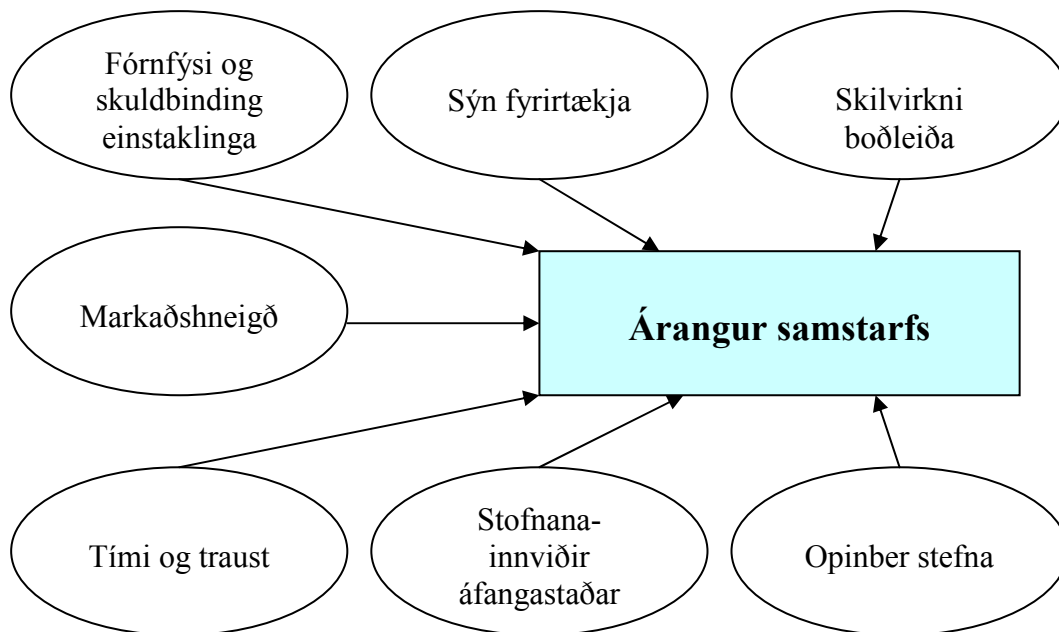 Fórnfýsi og
skuldbinding
einstaklinga
Sýn fyrirtækja
Skilvirkni
boðleiða
Markaðshneigð
Árangur samstarfs
Tími og traust
Stofnana-
innviðir
áfangastaðar
Opinber stefna